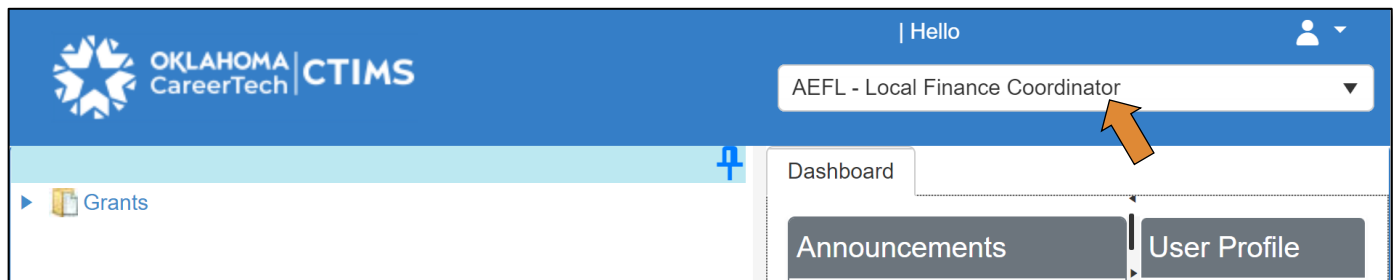 OKLAHOMA
CareerTech
CTIMS
| Hello
AEFL - Local Finance Coordinator
Grants
Dashboard
Announcements
User Profile